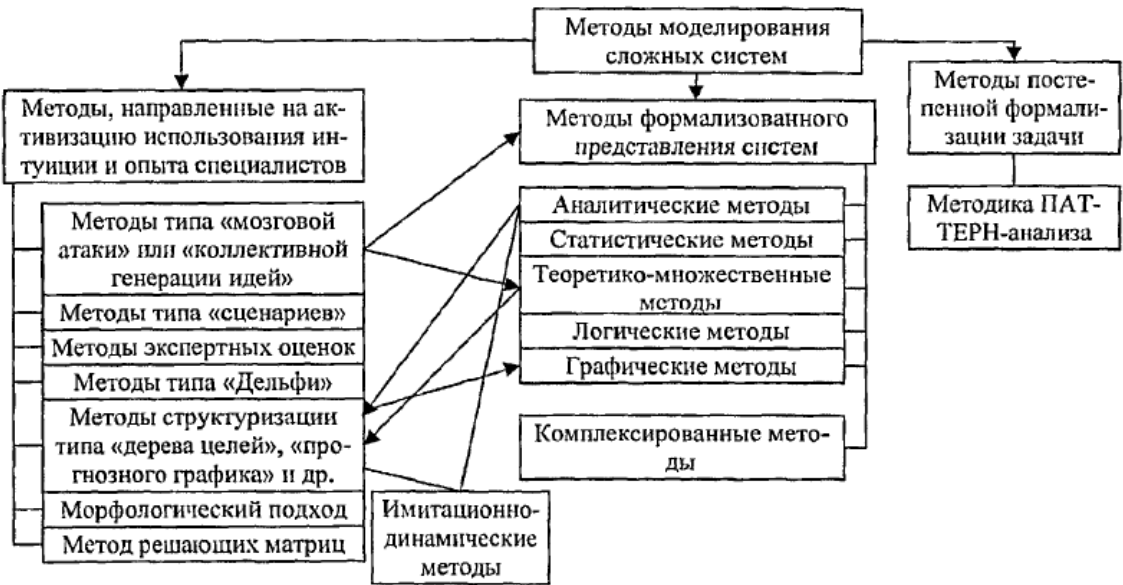 Методы моделирования
сложных систем
Методы, направленные на ак-
тивизацию использования ин-
туиции и опыта специалистов
Методы типа «мозговой
атаки» или «коллективной
генерации идей»
Методы типа «сценариев»
Методы экспертных оценок
Методы типа «Дельфи»
Методы структуризации
типа «дерева целей», «про-
гнозного графика» и др.
Морфологический подход
Метод решающих матриц
Методы формализованного
представления систем
Аналитические методы
Статистические методы
Теоретико-множественные
методы
Логические методы
Графические методы
Комплексированные мето-
ды
Имитационно-
динамические
методы
Методы посте-
пенной формали-
зации задачи
Методика ПАТ-
ТЕРН-анализа